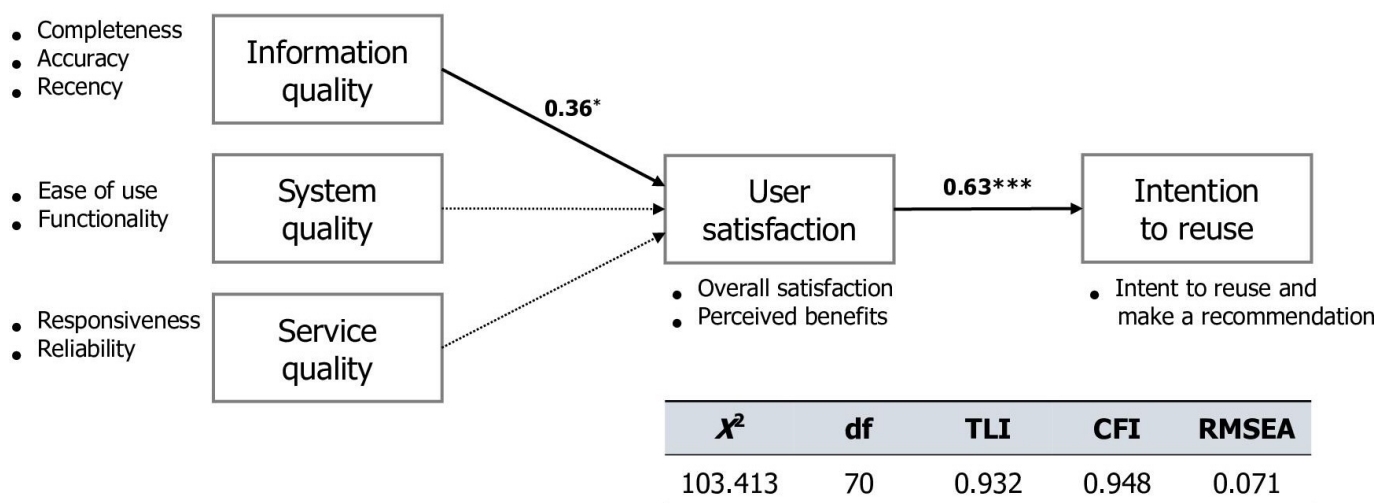 • Completeness
• Accuracy
• Recency
Information
quality
0.36*
• Ease of use
• Functionality
System
quality
User
satisfaction
0.63***
Intention
to reuse
• Overall satisfaction
• Perceived benefits
• Intent to reuse and
make a recommendation
• Responsiveness
• Reliability
Service
quality
X² df TLI CFI RMSEA
103.413 70 0.932 0.948 0.071